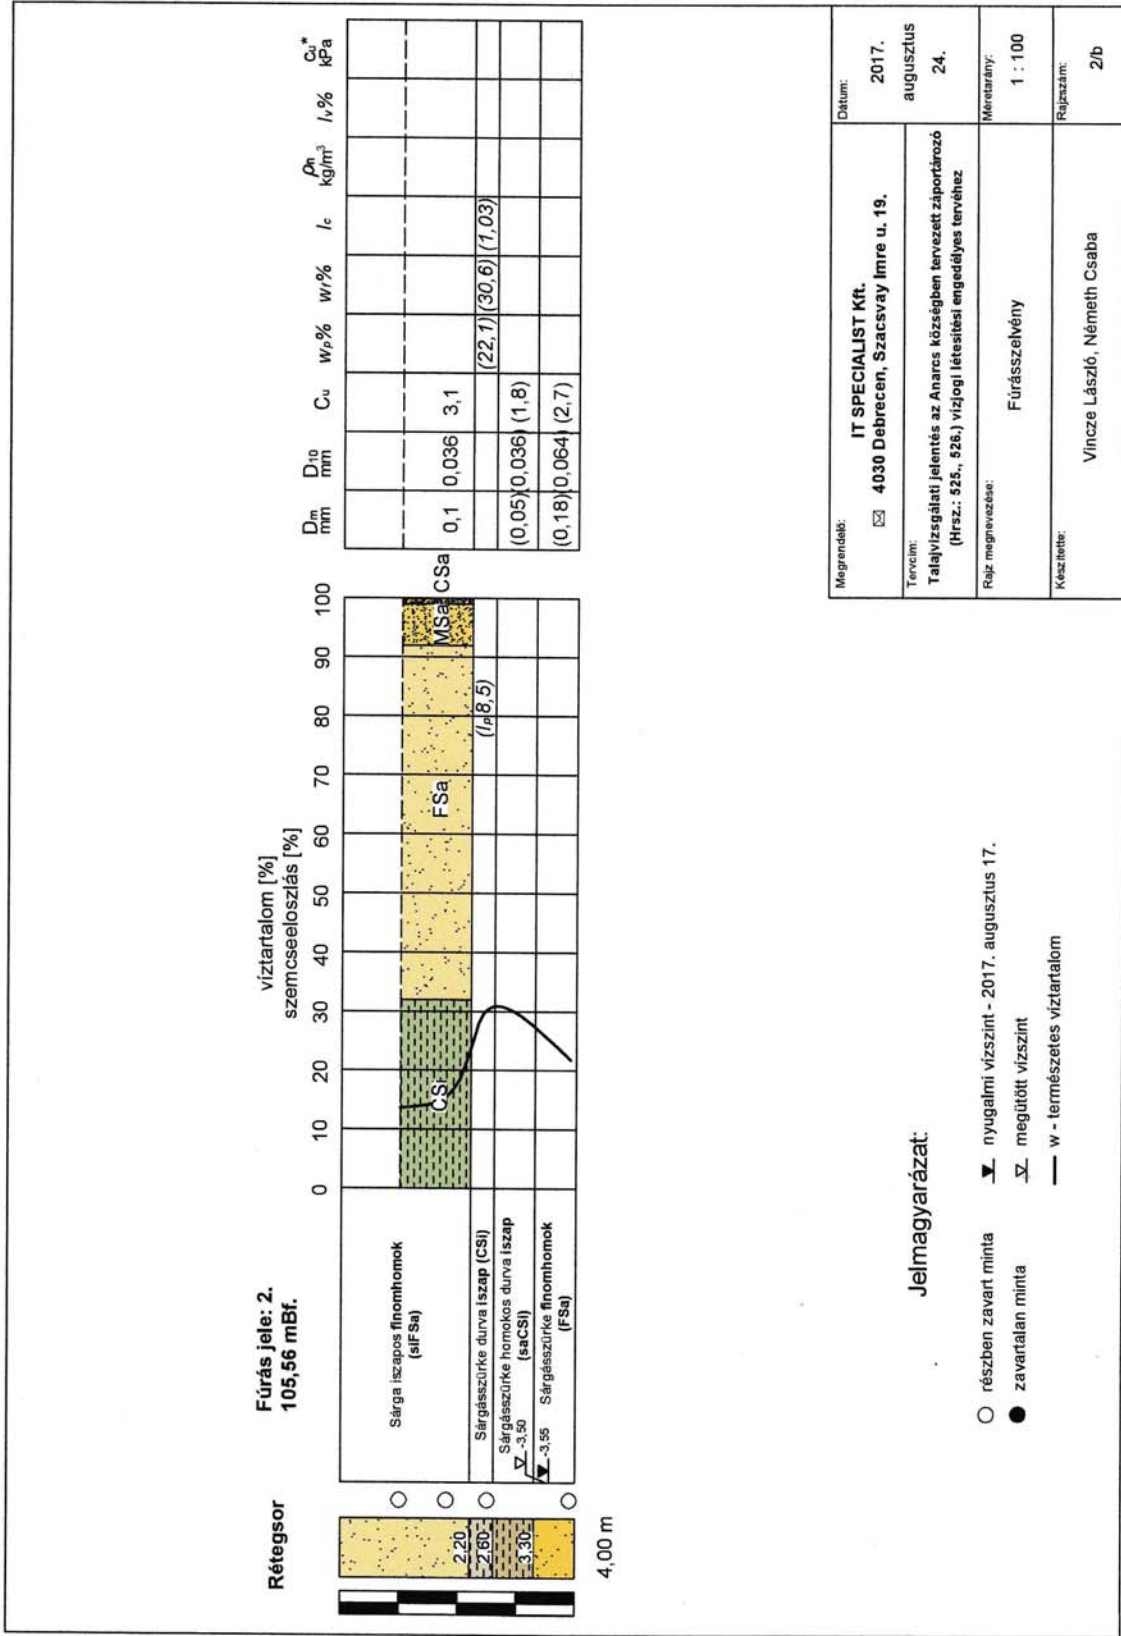 Fúrás jele: 2.
105,56 mBf.
Rétegsor
víztartalom [%]
szemcseeloszlás [%]
0 10 20 30 40 50 60 70 80 90 100
Dm
mm
D10
mm
Cu
wP%
wf%
Ic
ρn
kg/m³
Iv%
Cu*
kPa
Sárga iszapos finomhomok
(siFSa)
CSi FSa MSa CSa
0,1 0,036 3,1
2,20
Sárgásszürke durva iszap (CSi)
(Ip 8,5)
(22,1) (30,6) (1,03)
2,60
Sárgásszürke homokos durva iszap
(saCSi)
-3,50
(0,05) (0,036) (1,8)
3,30
-3,55
Sárgásszürke finomhomok
(FSa)
(0,18) (0,064) (2,7)
4,00 m
Jelmagyarázat:
részben zavart minta
zavartalan minta
nyugalmi vízszint - 2017. augusztus 17.
megütött vízszint
w - természetes víztartalom
Megrendelő:
IT SPECIALIST Kft.
4030 Debrecen, Szacsvay Imre u. 19.
Dátum:
2017.
augusztus
24.
Tervcím:
Talajvizsgálati jelentés az Anarcs községben tervezett záportározó
(Hrsz.: 525., 526.) vízjogi létesítési engedélyes tervéhez
Rajz megnevezése:
Fúrásszelvény
Méretarány:
1 : 100
Készítette:
Vincze László, Németh Csaba
Rajzszám:
2/b